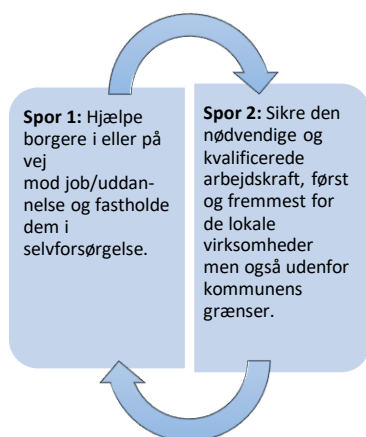 Spor 1: Hjælpe
borgere i eller på
vej
mod job/uddan-
nelse og fastholde
dem i
selvforsørgelse.
Spor 2: Sikre den
nødvendige og
kvalificerede
arbejdskraft, først
og fremmest for
de lokale
virksomheder
men også udenfor
kommunens
grænser.